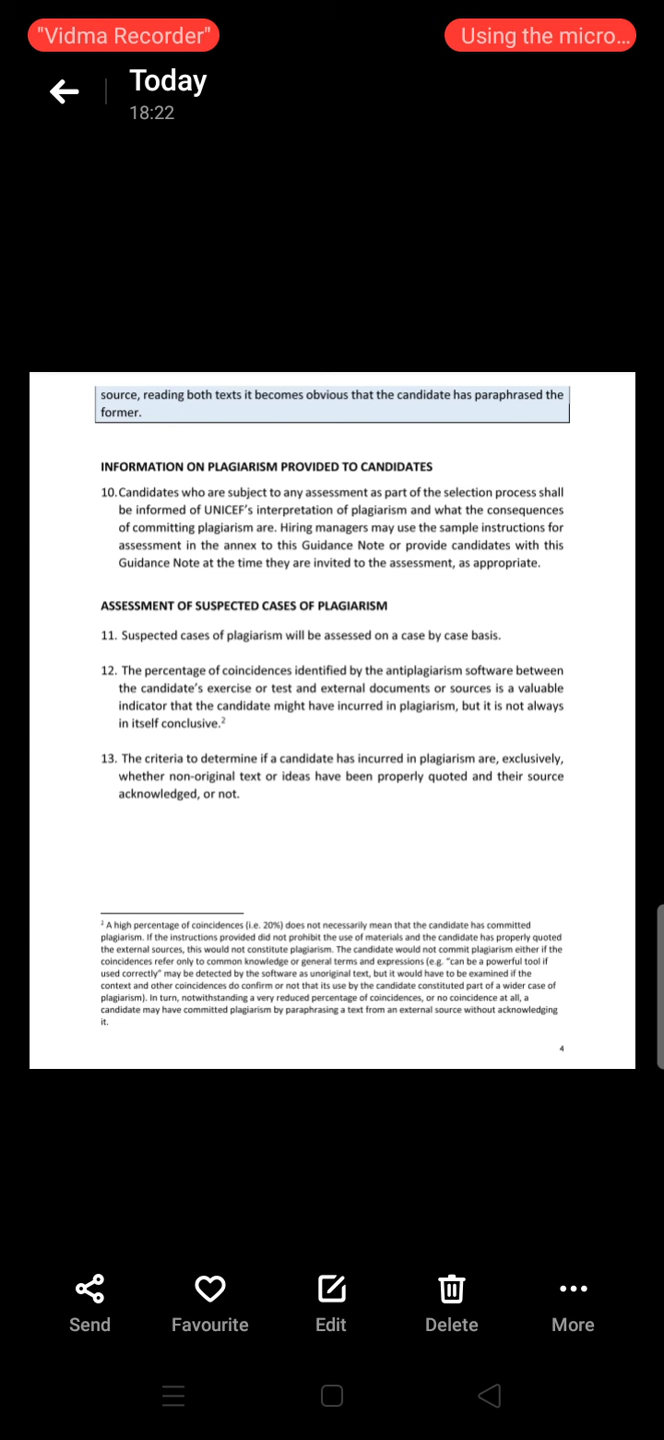 "Vidma Recorder"
Using the micro...
Today
18:22
source, reading both texts it becomes obvious that the candidate has paraphrased the
former.
INFORMATION ON PLAGIARISM PROVIDED TO CANDIDATES
10. Candidates who are subject to any assessment as part of the selection process shall
be informed of UNICEF's interpretation of plagiarism and what the consequences
of committing plagiarism are. Hiring managers may use the sample instructions for
assessment in the annex to this Guidance Note or provide candidates with this
Guidance Note at the time they are invited to the assessment, as appropriate.
ASSESSMENT OF SUSPECTED CASES OF PLAGIARISM
11. Suspected cases of plagiarism will be assessed on a case by case basis.
12. The percentage of coincidences identified by the antiplagiarism software between
the candidate's exercise or test and external documents or sources is a valuable
indicator that the candidate might have incurred in plagiarism, but it is not always
in itself conclusive.²
13. The criteria to determine if a candidate has incurred in plagiarism are, exclusively,
whether non-original text or ideas have been properly quoted and their source
acknowledged, or not.
² A high percentage of coincidences (i.e. 20%) does not necessarily mean that the candidate has committed
plagiarism. If the instructions provided did not prohibit the use of materials and the candidate has properly quoted
the external sources, this would not constitute plagiarism. The candidate would not commit plagiarism either if the
coincidences refer only to common knowledge or general terms and expressions (e.g. "can be a powerful tool if
used correctly" may be detected by the software as unoriginal text, but it would have to be examined if the
context and other coincidences do confirm or not that its use by the candidate constituted part of a wider case of
plagiarism). In turn, notwithstanding a very reduced percentage of coincidences, or no coincidence at all, a
candidate may have committed plagiarism by paraphrasing a text from an external source without acknowledging
it.
4
Send
Favourite
Edit
Delete
More